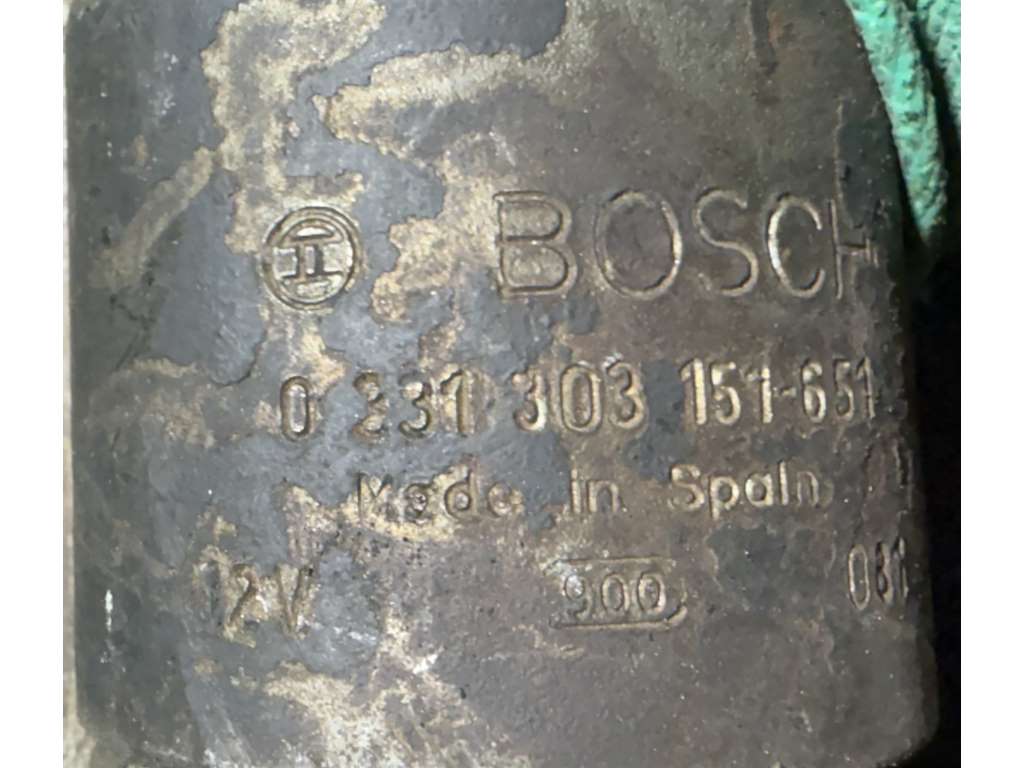 BOSCH
0 331 303 151-651
Made in Spain
12V 900 081